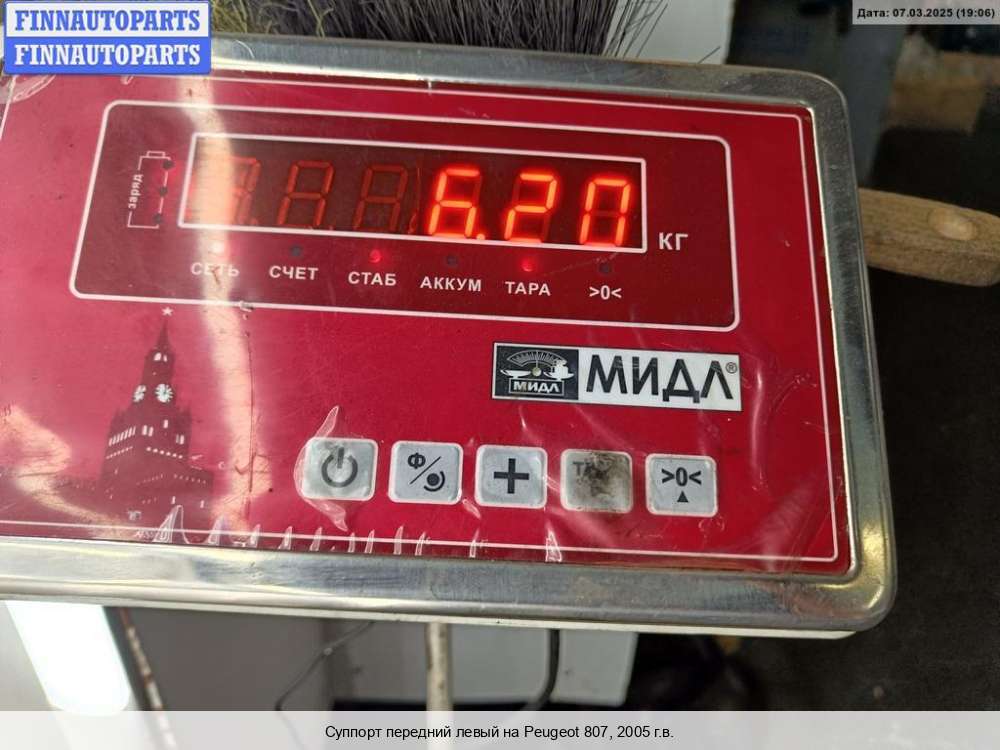 FINNAUTOPARTS
FINNAUTOPARTS
Дата: 07.03.2025 (19:06)
заряд
6.20
КГ
СЕТЬ СЧЕТ СТАБ АККУМ ТАРА >0<
МИДЛ
МИДЛ®
Ф/
+
>0<
Суппорт передний левый на Peugeot 807, 2005 г.в.